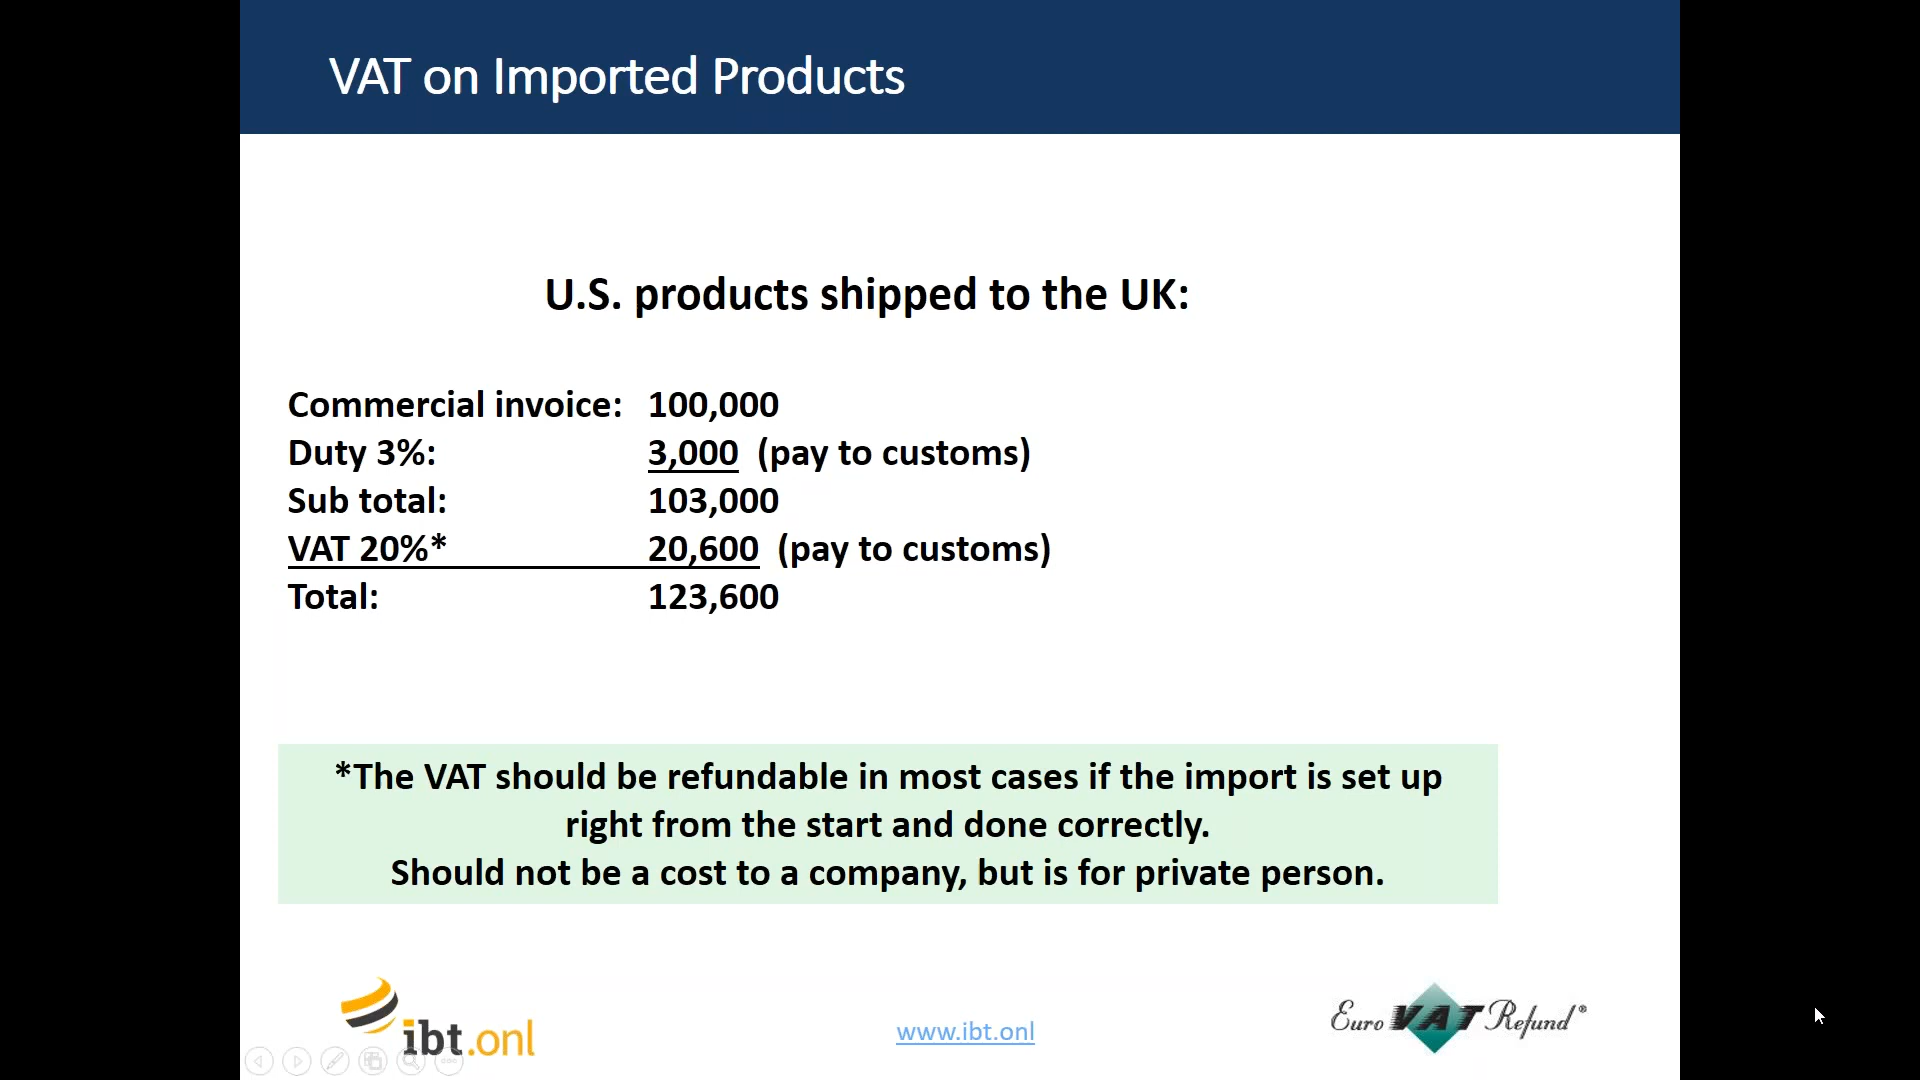 VAT on Imported Products
U.S. products shipped to the UK:
Commercial invoice: 100,000
Duty 3%: 3,000 (pay to customs)
Sub total: 103,000
VAT 20%* 20,600 (pay to customs)
Total: 123,600
*The VAT should be refundable in most cases if the import is set up
right from the start and done correctly.
Should not be a cost to a company, but is for private person.
ibt.onl
www.ibt.onl
Euro VAT Refund®